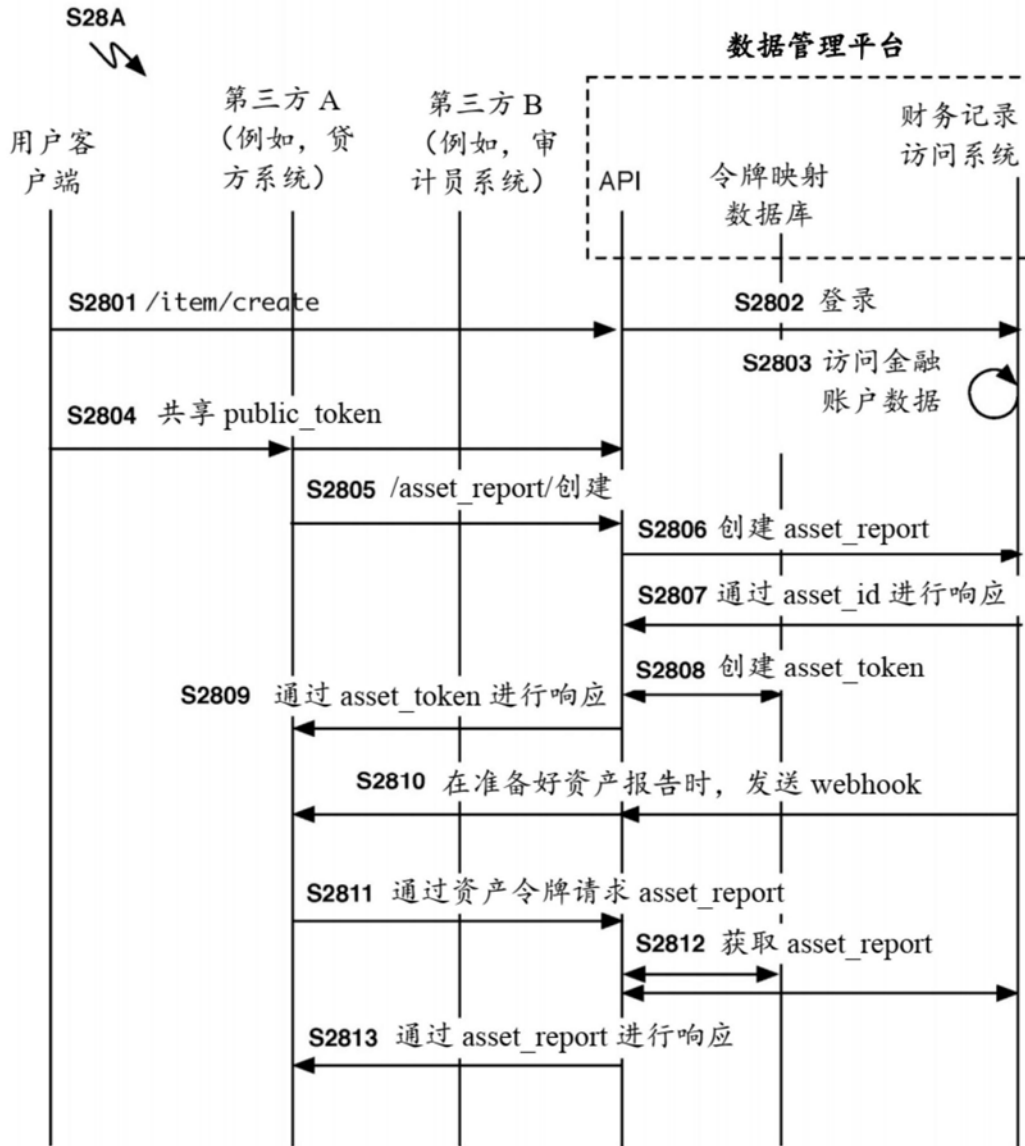 S28A
数据管理平台
用户客
户端
第三方 A
（例如，贷
方系统）
第三方 B
（例如，审
计员系统）
API
令牌映射
数据库
财务记录
访问系统
S2801 /item/create
S2802 登录
S2803 访问金融
账户数据
S2804 共享 public_token
S2805 /asset_report/创建
S2806 创建 asset_report
S2807 通过 asset_id 进行响应
S2808 创建 asset_token
S2809 通过 asset_token 进行响应
S2810 在准备好资产报告时，发送 webhook
S2811 通过资产令牌请求 asset_report
S2812 获取 asset_report
S2813 通过 asset_report 进行响应